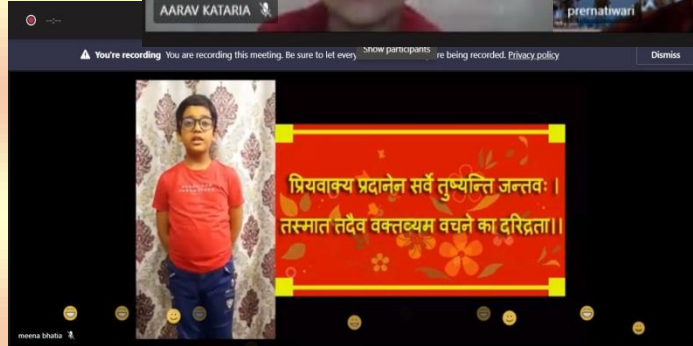 AARAV KATARIA
prernatiwari
You're recording You are recording this meeting. Be sure to let every
Show participants
re being recorded. Privacy policy
Dismiss
प्रियवाक्य प्रदानेन सर्वे तुष्यन्ति जन्तवः ।
तस्मात तदैव वक्तव्यम वचने का दरिद्रता।।
meena bhatia